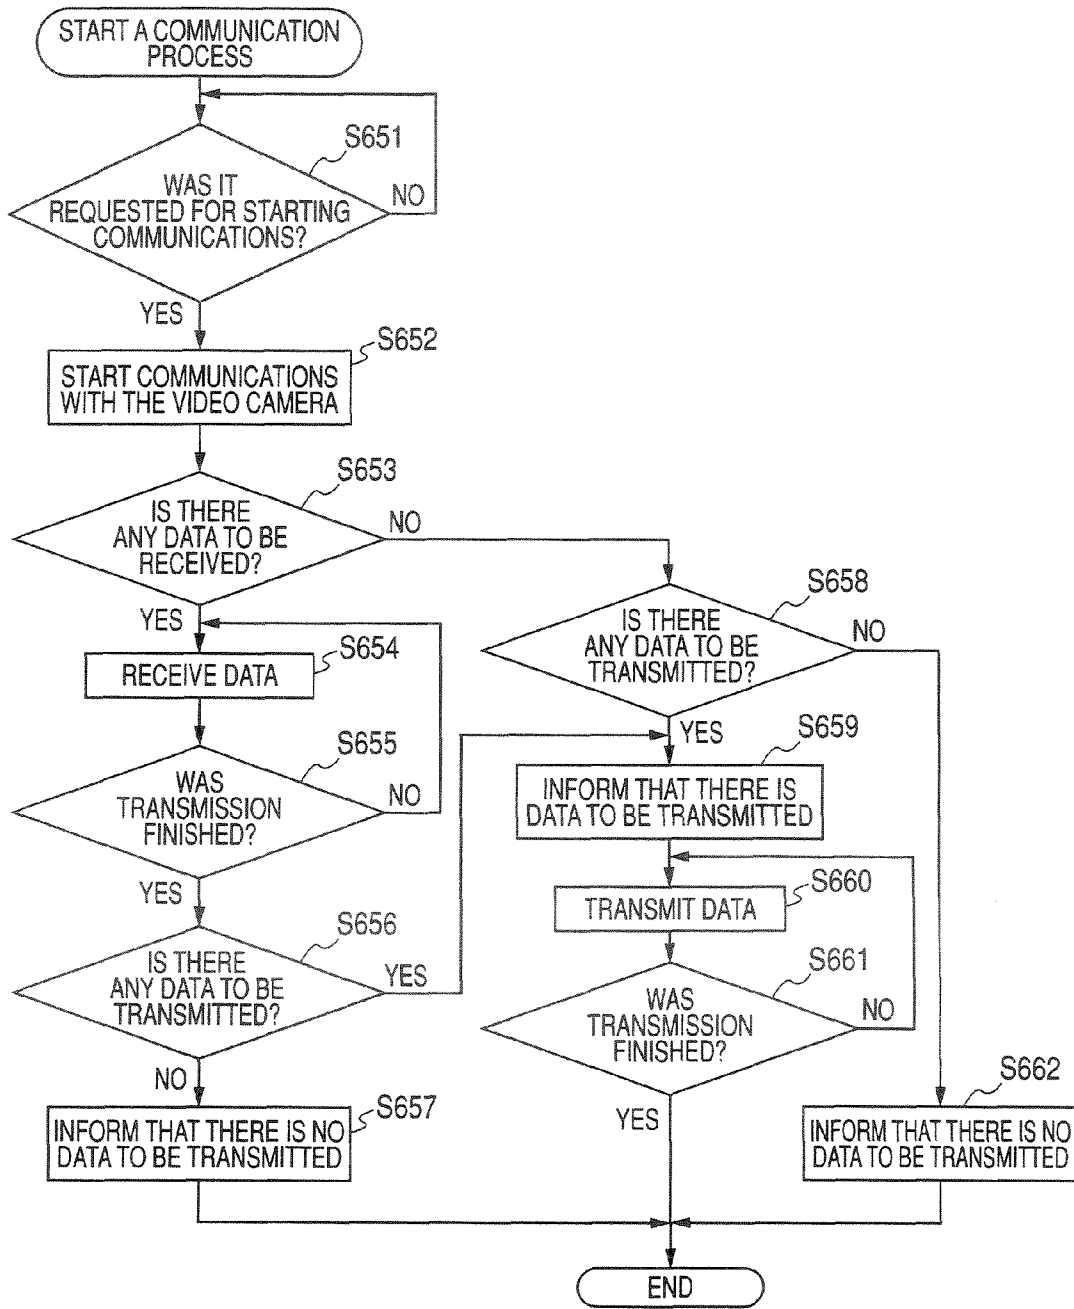 START A COMMUNICATION
PROCESS
S651
WAS IT
REQUESTED FOR STARTING
COMMUNICATIONS?
NO
YES
S652
START COMMUNICATIONS
WITH THE VIDEO CAMERA
S653
IS THERE
ANY DATA TO BE
RECEIVED?
NO
YES
S654
RECEIVE DATA
S655
WAS
TRANSMISSION
FINISHED?
NO
YES
S656
IS THERE
ANY DATA TO BE
TRANSMITTED?
YES
NO
S657
INFORM THAT THERE IS NO
DATA TO BE TRANSMITTED
S658
IS THERE
ANY DATA TO BE
TRANSMITTED?
NO
YES
S659
INFORM THAT THERE IS
DATA TO BE TRANSMITTED
S660
TRANSMIT DATA
S661
WAS
TRANSMISSION
FINISHED?
NO
YES
S662
INFORM THAT THERE IS NO
DATA TO BE TRANSMITTED
END